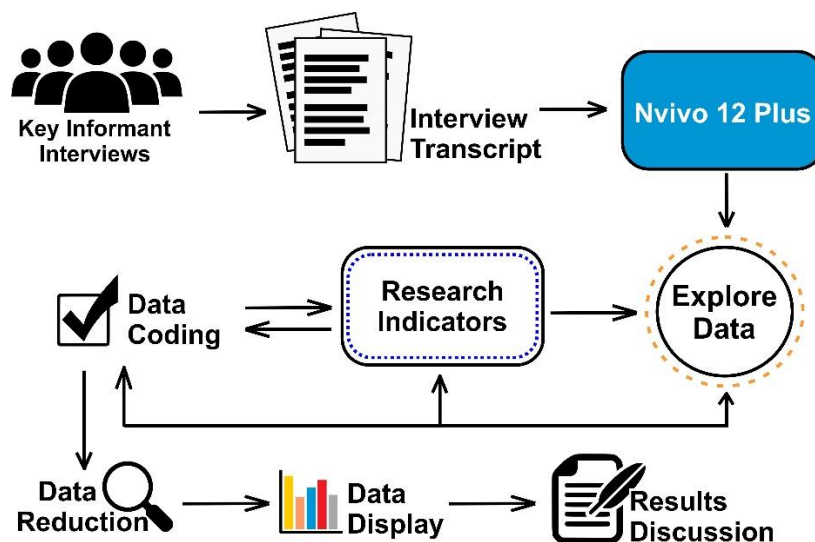 Key Informant
Interviews
Interview
Transcript
Nvivo 12 Plus
Data
Coding
Research
Indicators
Explore
Data
Data
Reduction
Data
Display
Results
Discussion